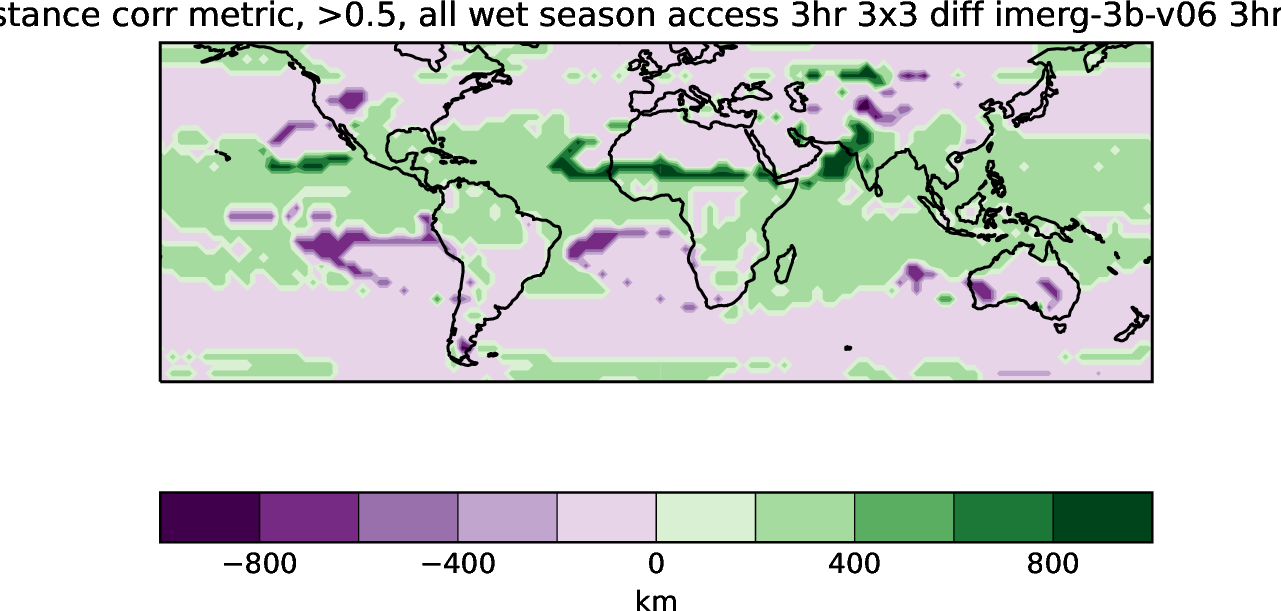 stance corr metric, >0.5, all wet season access 3hr 3x3 diff imerg-3b-v06 3hr
−800 −400 0 400 800
km